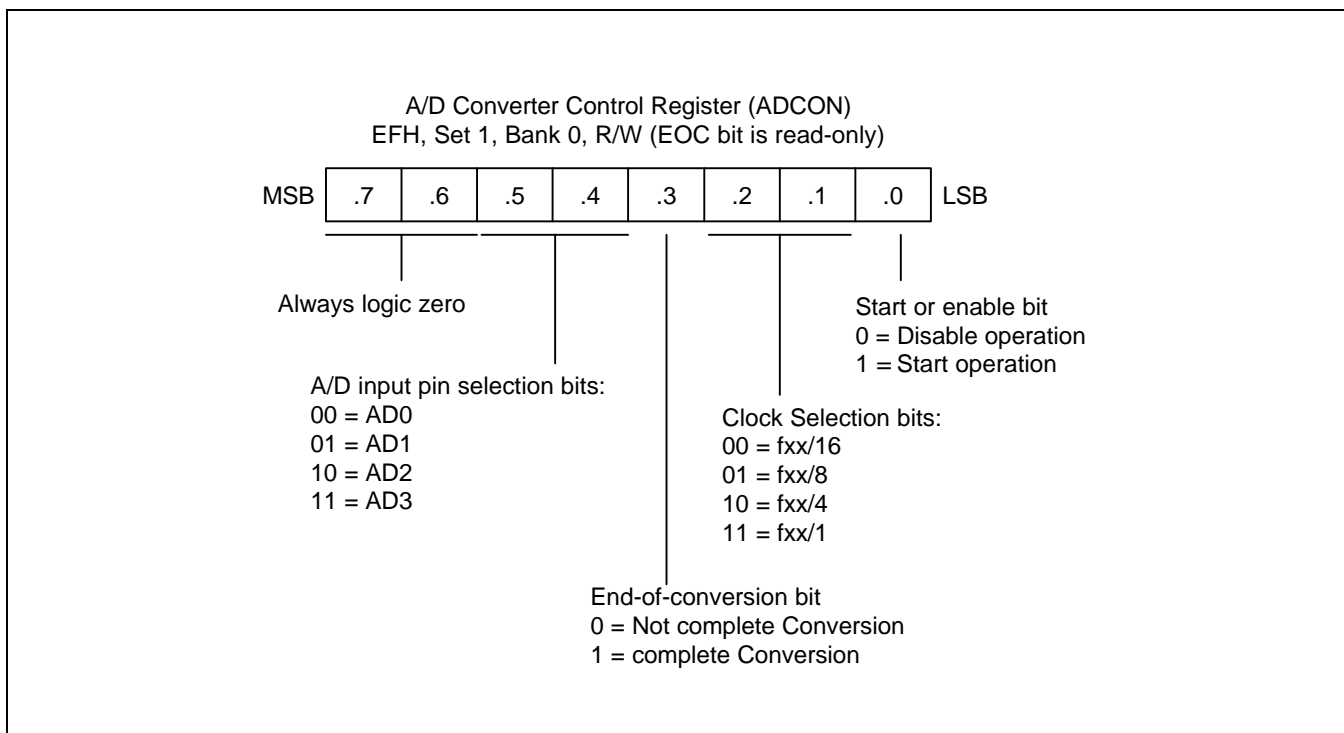 A/D Converter Control Register (ADCON)
EFH, Set 1, Bank 0, R/W (EOC bit is read-only)
MSB .7 .6 .5 .4 .3 .2 .1 .0 LSB
Always logic zero
Start or enable bit
0 = Disable operation
1 = Start operation
A/D input pin selection bits:
00 = AD0
01 = AD1
10 = AD2
11 = AD3
Clock Selection bits:
00 = fxx/16
01 = fxx/8
10 = fxx/4
11 = fxx/1
End-of-conversion bit
0 = Not complete Conversion
1 = complete Conversion